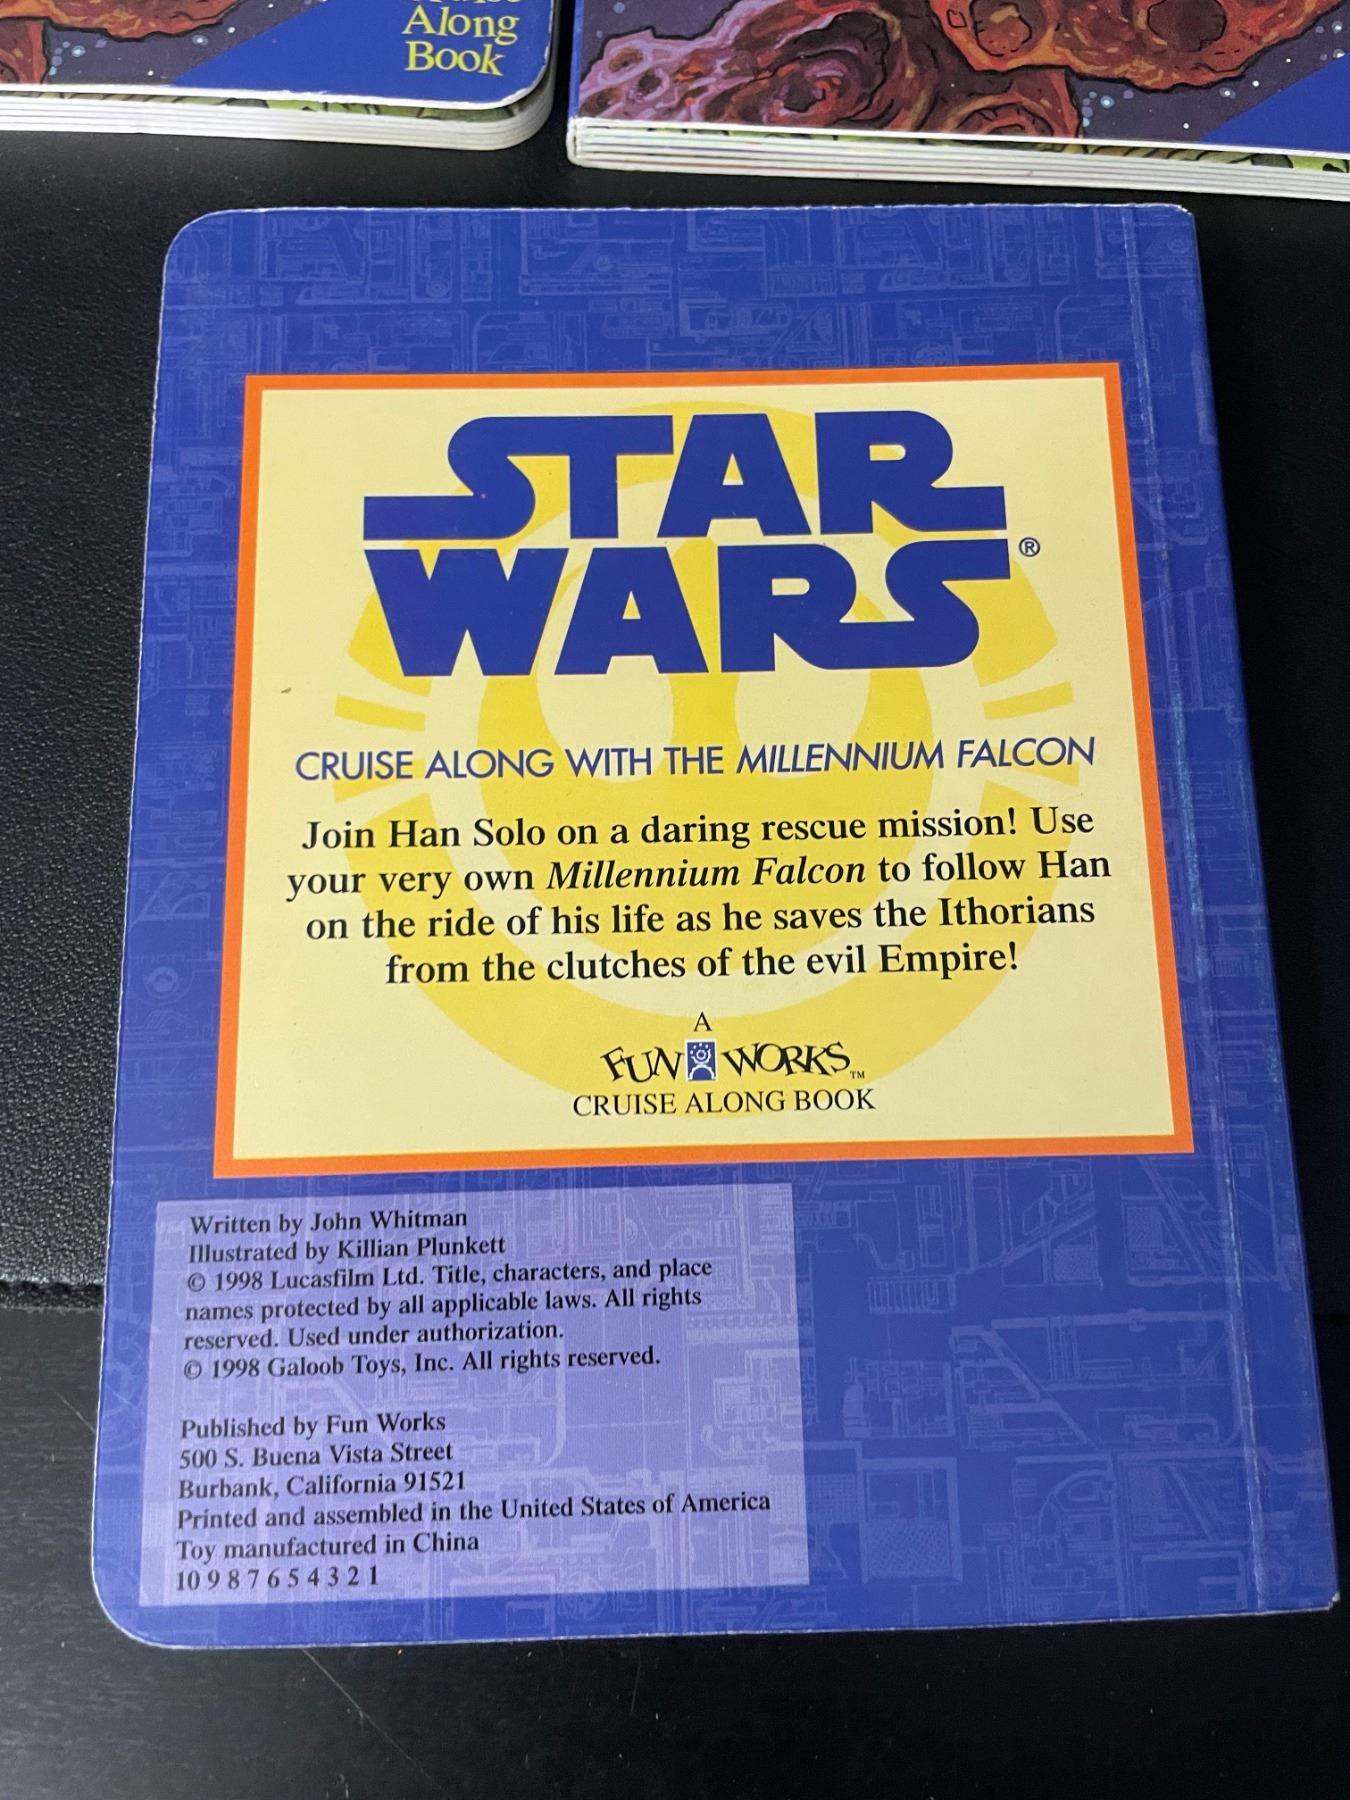 Along
Book
STAR
WARS®
CRUISE ALONG WITH THE MILLENNIUM FALCON
Join Han Solo on a daring rescue mission! Use
your very own Millennium Falcon to follow Han
on the ride of his life as he saves the Ithorians
from the clutches of the evil Empire!
A
FUN WORKS™
CRUISE ALONG BOOK
Written by John Whitman
Illustrated by Killian Plunkett
© 1998 Lucasfilm Ltd. Title, characters, and place
names protected by all applicable laws. All rights
reserved. Used under authorization.
© 1998 Galoob Toys, Inc. All rights reserved.
Published by Fun Works
500 S. Buena Vista Street
Burbank, California 91521
Printed and assembled in the United States of America
Toy manufactured in China
10 9 8 7 6 5 4 3 2 1